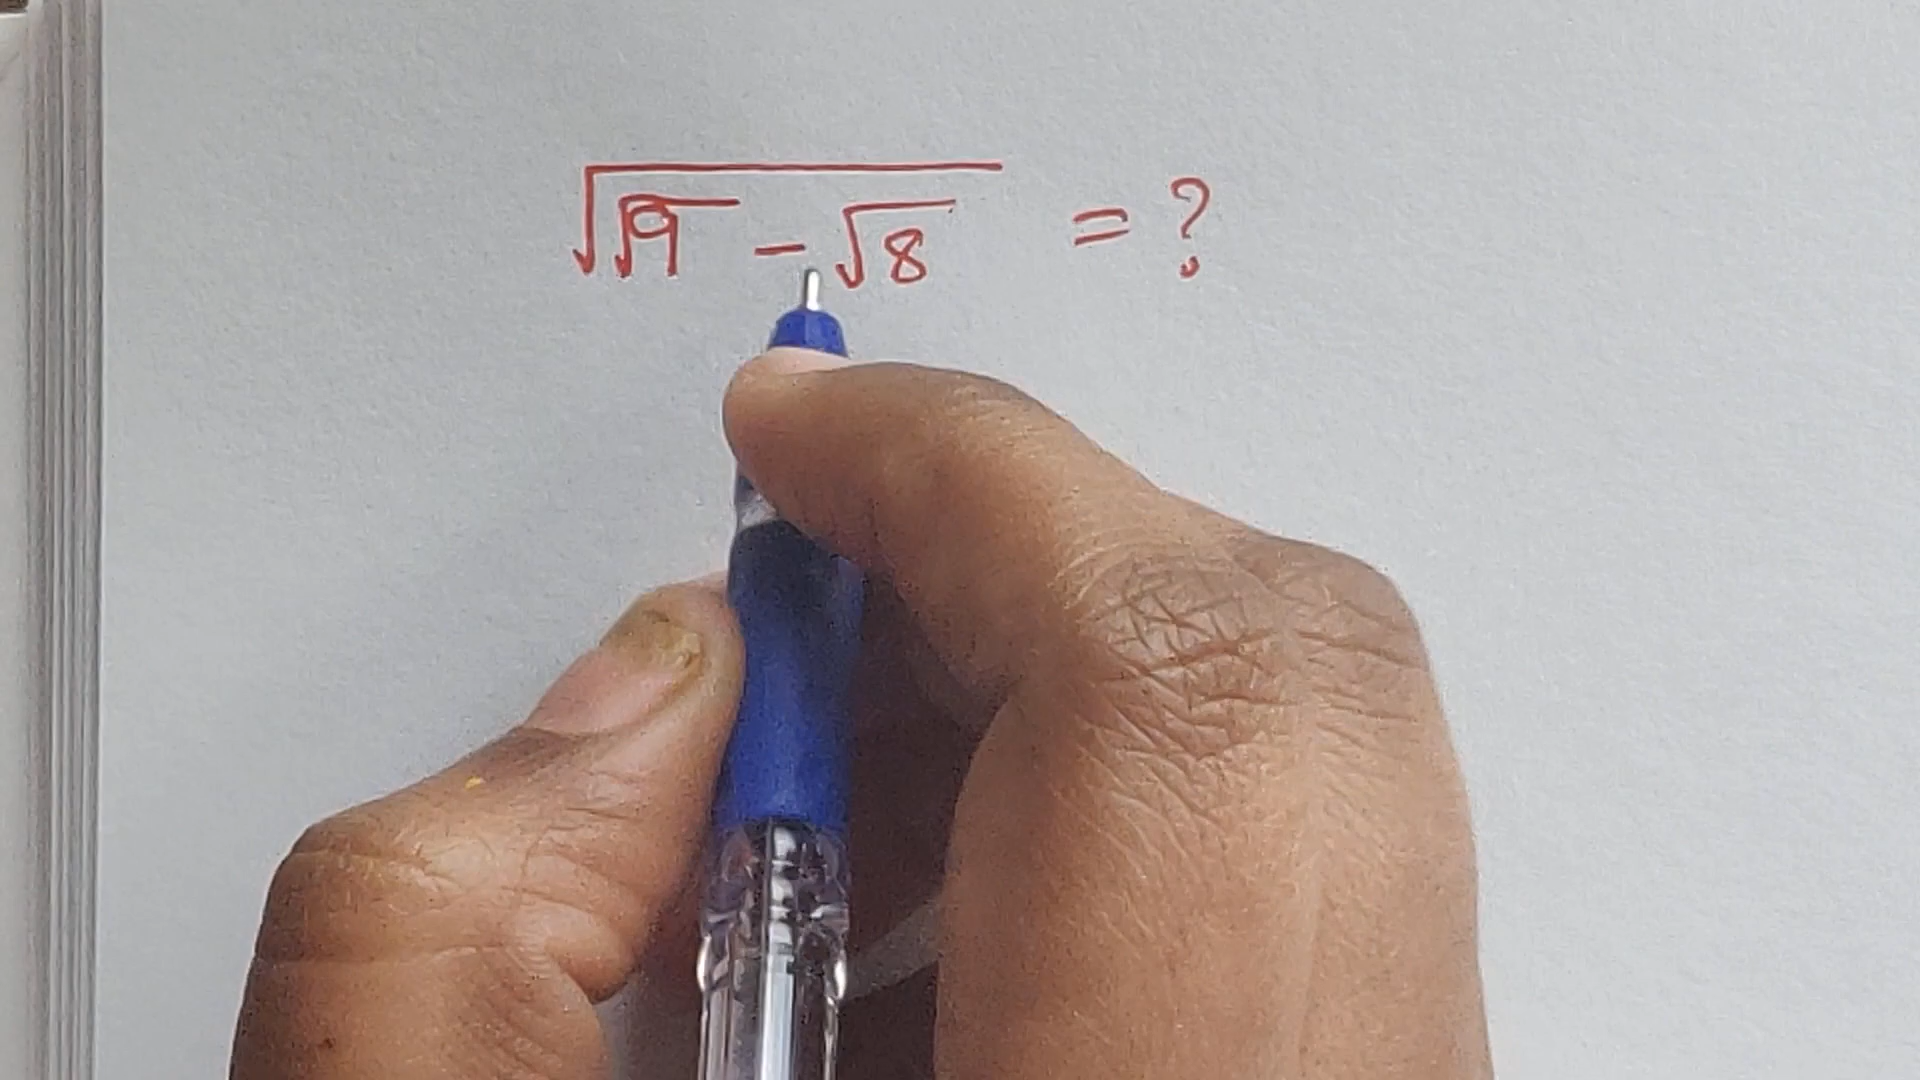 √(√9 - √8) = ?